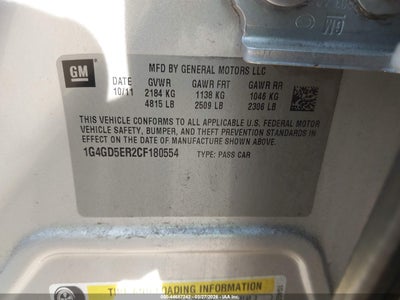 GM
MFD BY GENERAL MOTORS LLC
DATE GVWR GAWR FRT GAWR RR
10/11 2184 KG 1138 KG 1046 KG
4815 LB 2509 LB 2306 LB
THIS VEHICLE CONFORMS TO ALL APPLICABLE U.S. FEDERAL MOTOR
VEHICLE SAFETY, BUMPER, AND THEFT PREVENTION STANDARDS IN
EFFECT ON THE DATE OF MANUFACTURE SHOWN ABOVE.
1G4GD5ER2CF180554 TYPE: PASS CAR
LOADING INFORMATION